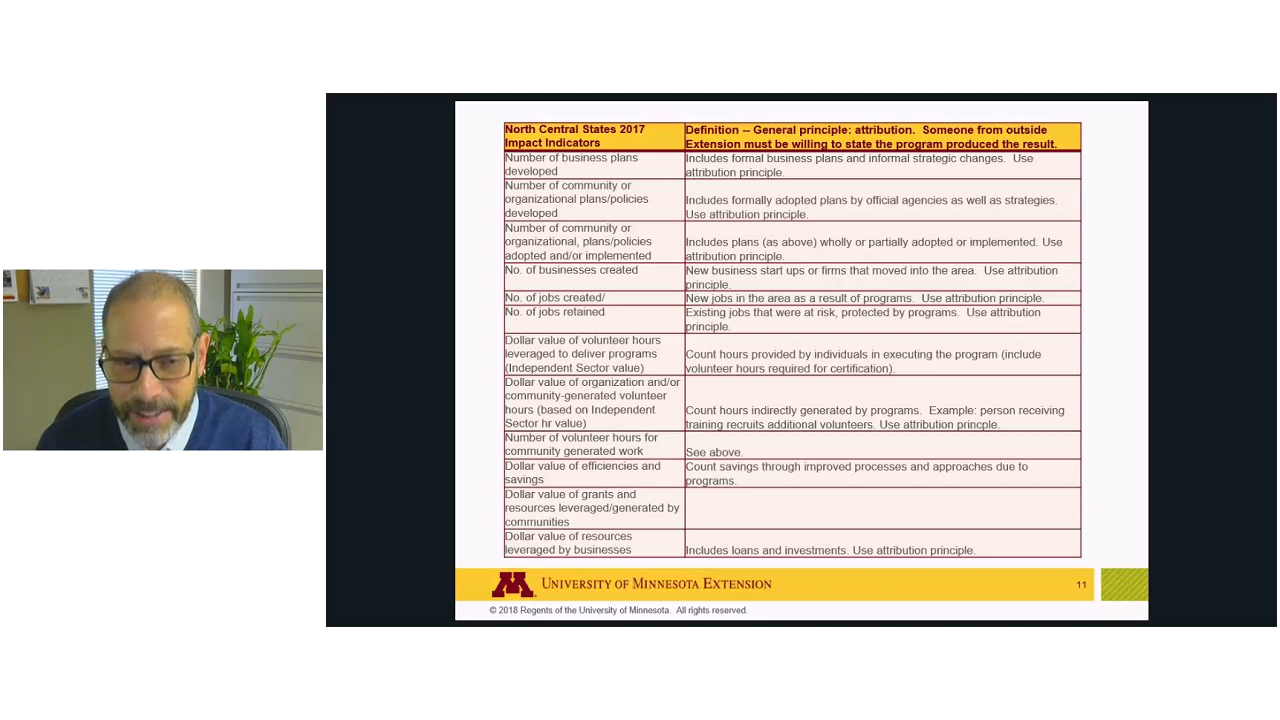 North Central States 2017
Impact Indicators
Definition -- General principle: attribution.  Someone from outside
Extension must be willing to state the program produced the result.
Number of business plans
developed
Includes formal business plans and informal strategic changes.  Use
attribution principle.
Number of community or
organizational plans/policies
developed
Includes formally adopted plans by official agencies as well as strategies.
Use attribution principle.
Number of community or
organizational, plans/policies
adopted and/or implemented
Includes plans (as above) wholly or partially adopted or implemented. Use
attribution principle.
No. of businesses created
New business start ups or firms that moved into the area.  Use attribution
principle.
No. of jobs created/
New jobs in the area as a result of programs.  Use attribution principle.
No. of jobs retained
Existing jobs that were at risk, protected by programs.  Use attribution
principle.
Dollar value of volunteer hours
leveraged to deliver programs
(Independent Sector value)
Count hours provided by individuals in executing the program (include
volunteer hours required for certification).
Dollar value of organization and/or
community-generated volunteer
hours (based on Independent
Sector hr value)
Count hours indirectly generated by programs.  Example: person receiving
training recruits additional volunteers. Use attribution princple.
Number of volunteer hours for
community generated work
See above.
Dollar value of efficiencies and
savings
Count savings through improved processes and approaches due to
programs.
Dollar value of grants and
resources leveraged/generated by
communities
Dollar value of resources
leveraged by businesses
Includes loans and investments. Use attribution principle.
M UNIVERSITY OF MINNESOTA EXTENSION
11
© 2018 Regents of the University of Minnesota.  All rights reserved.